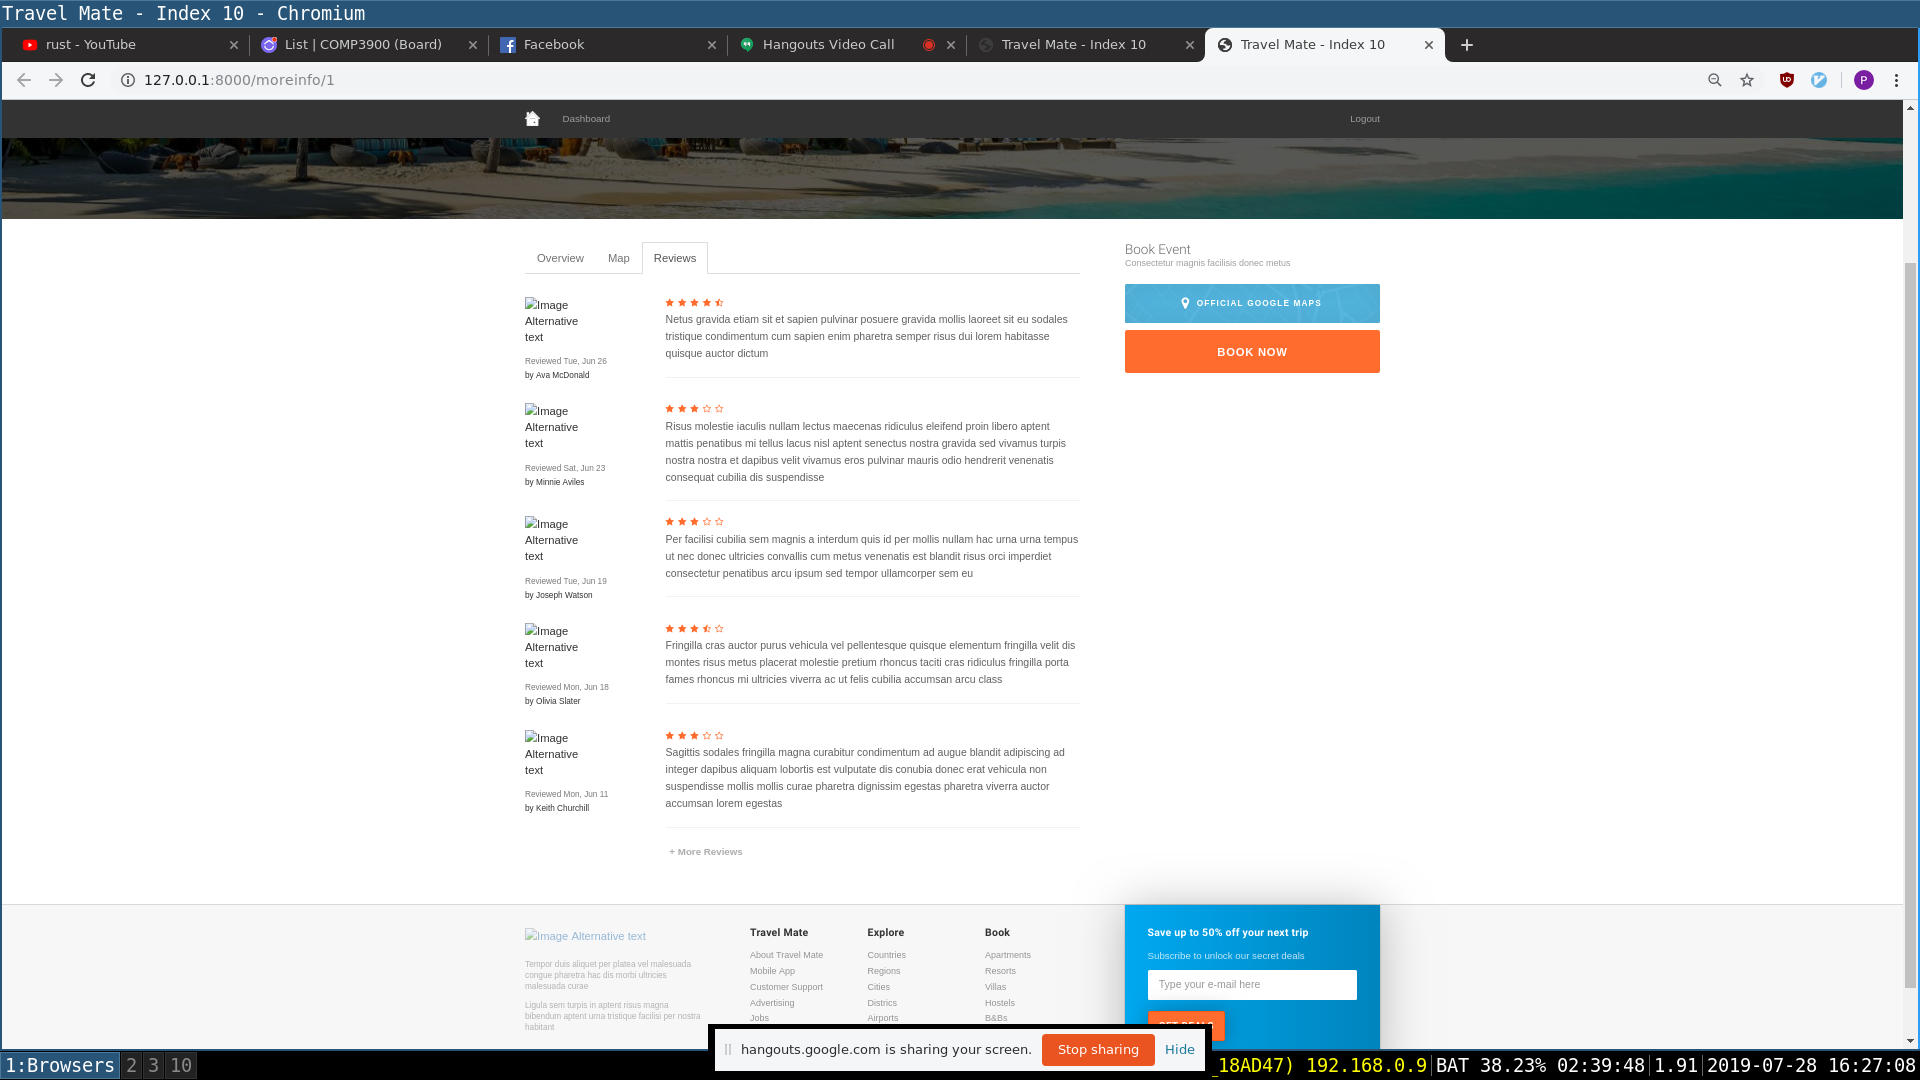 Travel Mate - Index 10 - Chromium
rust - YouTube
List | COMP3900 (Board)
Facebook
Hangouts Video Call
Travel Mate - Index 10
Travel Mate - Index 10
127.0.0.1:8000/moreinfo/1
P
Dashboard
Logout
Overview
Map
Reviews
Image Alternative text
Reviewed Tue, Jun 26
by Ava McDonald
Netus gravida etiam sit et sapien pulvinar posuere gravida mollis laoreet sit eu sodales
tristique condimentum cum sapien enim pharetra semper risus dui lorem habitasse
quisque auctor dictum
Image Alternative text
Reviewed Sat, Jun 23
by Minnie Aviles
Risus molestie iaculis nullam lectus maecenas ridiculus eleifend proin libero aptent
mattis penatibus mi tellus lacus nisl aptent senectus nostra gravida sed vivamus turpis
nostra nostra et dapibus velit vivamus eros pulvinar mauris odio hendrerit venenatis
consequat cubilia dis suspendisse
Image Alternative text
Reviewed Tue, Jun 19
by Joseph Watson
Per facilisi cubilia sem magnis a interdum quis id per mollis nullam hac urna urna tempus
ut nec donec ultricies convallis cum metus venenatis est blandit risus orci imperdiet
consectetur penatibus arcu ipsum sed tempor ullamcorper sem eu
Image Alternative text
Reviewed Mon, Jun 18
by Olivia Slater
Fringilla cras auctor purus vehicula vel pellentesque quisque elementum fringilla velit dis
montes risus metus placerat molestie pretium rhoncus taciti cras ridiculus fringilla porta
fames rhoncus mi ultricies viverra ac ut felis cubilia accumsan arcu class
Image Alternative text
Reviewed Mon, Jun 11
by Keith Churchill
Sagittis sodales fringilla magna curabitur condimentum ad augue blandit adipiscing ad
integer dapibus aliquam lobortis est vulputate dis conubia donec erat vehicula non
suspendisse mollis mollis curae pharetra dignissim egestas pharetra viverra auctor
accumsan lorem egestas
+ More Reviews
Book Event
Consectetur magnis facilisis donec metus
OFFICIAL GOOGLE MAPS
BOOK NOW
Image Alternative text
Tempor duis aliquet per platea vel malesuada
congue pharetra hac dis morbi ultricies
malesuada curae
Ligula sem turpis in aptent risus magna
bibendum aptent urna tristique facilisi per nostra
habitant
Travel Mate
About Travel Mate
Mobile App
Customer Support
Advertising
Jobs
Explore
Countries
Regions
Cities
Districs
Airports
Book
Apartments
Resorts
Villas
Hostels
B&Bs
Save up to 50% off your next trip
Subscribe to unlock our secret deals
Type your e-mail here
hangouts.google.com is sharing your screen.
Stop sharing
Hide
1:Browsers 2 3 10
_18AD47) 192.168.0.9 BAT 38.23% 02:39:48 1.91 2019-07-28 16:27:08